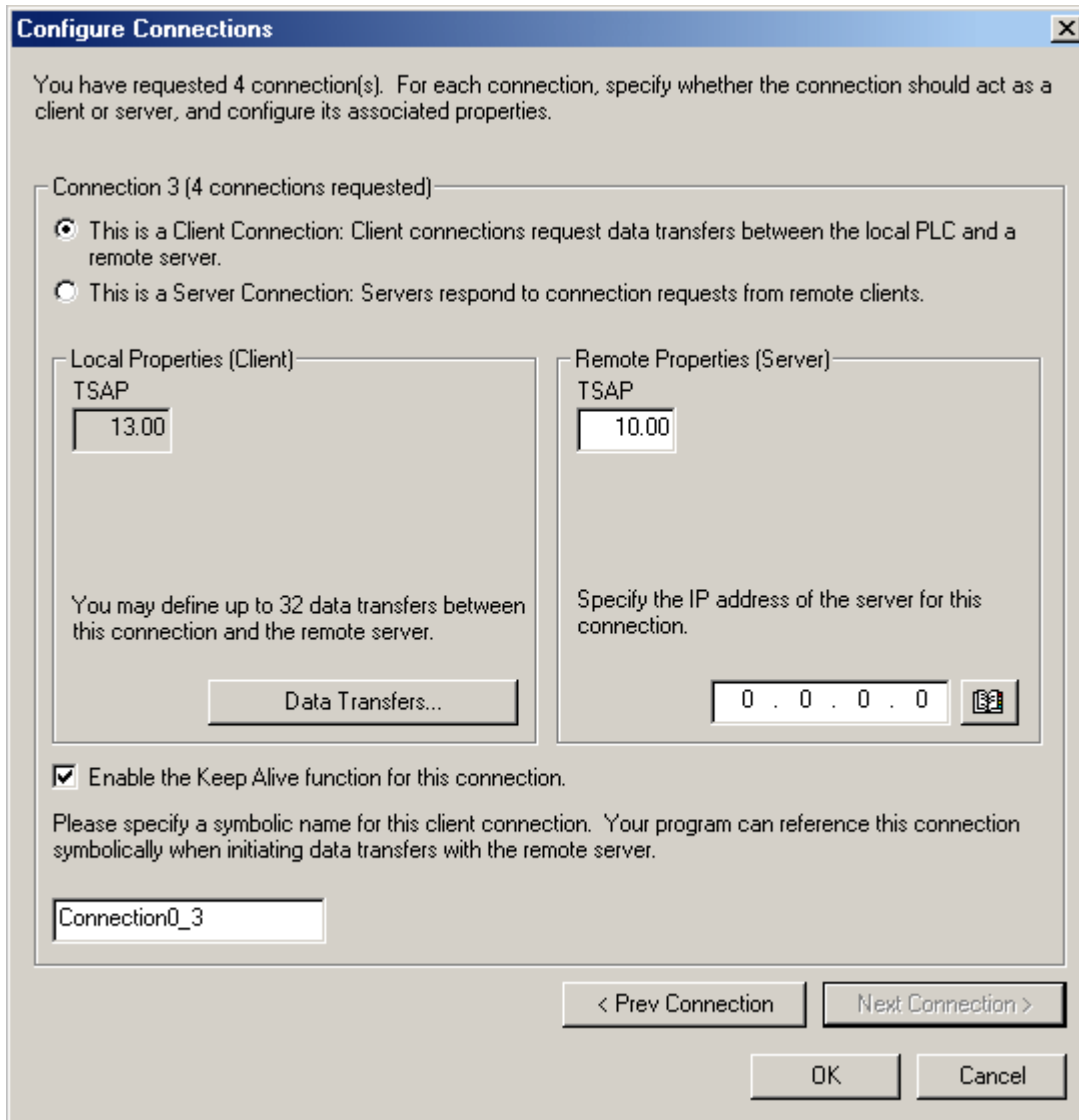 Configure Connections
You have requested 4 connection(s). For each connection, specify whether the connection should act as a
client or server, and configure its associated properties.
Connection 3 (4 connections requested)
This is a Client Connection: Client connections request data transfers between the local PLC and a
remote server.
This is a Server Connection: Servers respond to connection requests from remote clients.
Local Properties (Client)
TSAP
13.00
You may define up to 32 data transfers between
this connection and the remote server.
Data Transfers...
Remote Properties (Server)
TSAP
10.00
Specify the IP address of the server for this
connection.
0 . 0 . 0 . 0
Enable the Keep Alive function for this connection.
Please specify a symbolic name for this client connection. Your program can reference this connection
symbolically when initiating data transfers with the remote server.
Connection0_3
< Prev Connection
Next Connection >
OK
Cancel